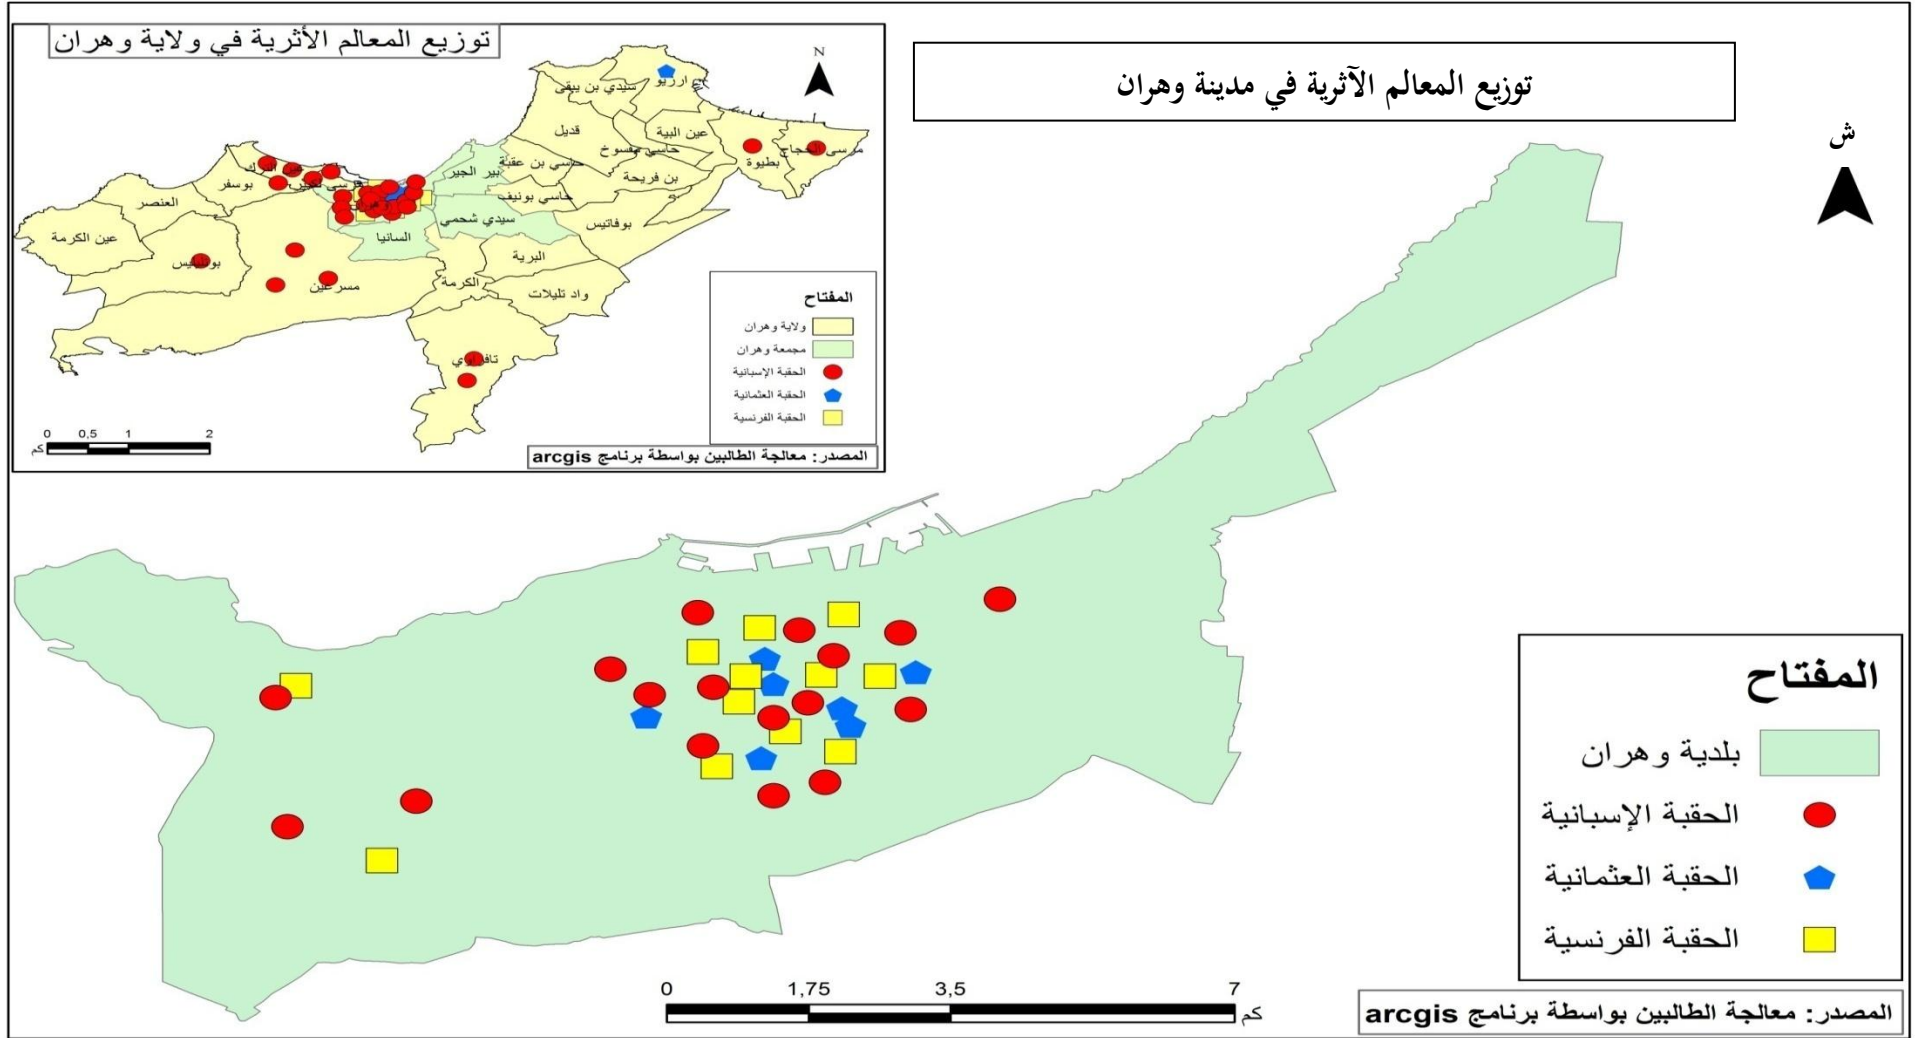 توزيع المعالم الآثرية في مدينة وهران
ش
توزيع المعالم الأثرية في ولاية وهران
N
ارزيو
سيدي بن يبقى
قديل
عين البية
مرسى الحجاج
بطيوة
حاسي مفسوخ
حاسي بن عقبة
بير الجير
بن فريحة
حاسي بونيف
بوفاتيس
سيدي شحمي
السانيا
وهران
بوسفر
العنصر
عين الكرمة
بوتليليس
مسرغين
البرية
الكرمة
واد تليلات
تافراوي
المفتاح
ولاية وهران
مجمعة وهران
الحقبة الإسبانية
الحقبة العثمانية
الحقبة الفرنسية
0 0,5 1 2
كم
المصدر: معالجة الطالبين بواسطة برنامج arcgis
المفتاح
بلدية وهران
الحقبة الإسبانية
الحقبة العثمانية
الحقبة الفرنسية
0 1,75 3,5 7
كم
المصدر: معالجة الطالبين بواسطة برنامج arcgis